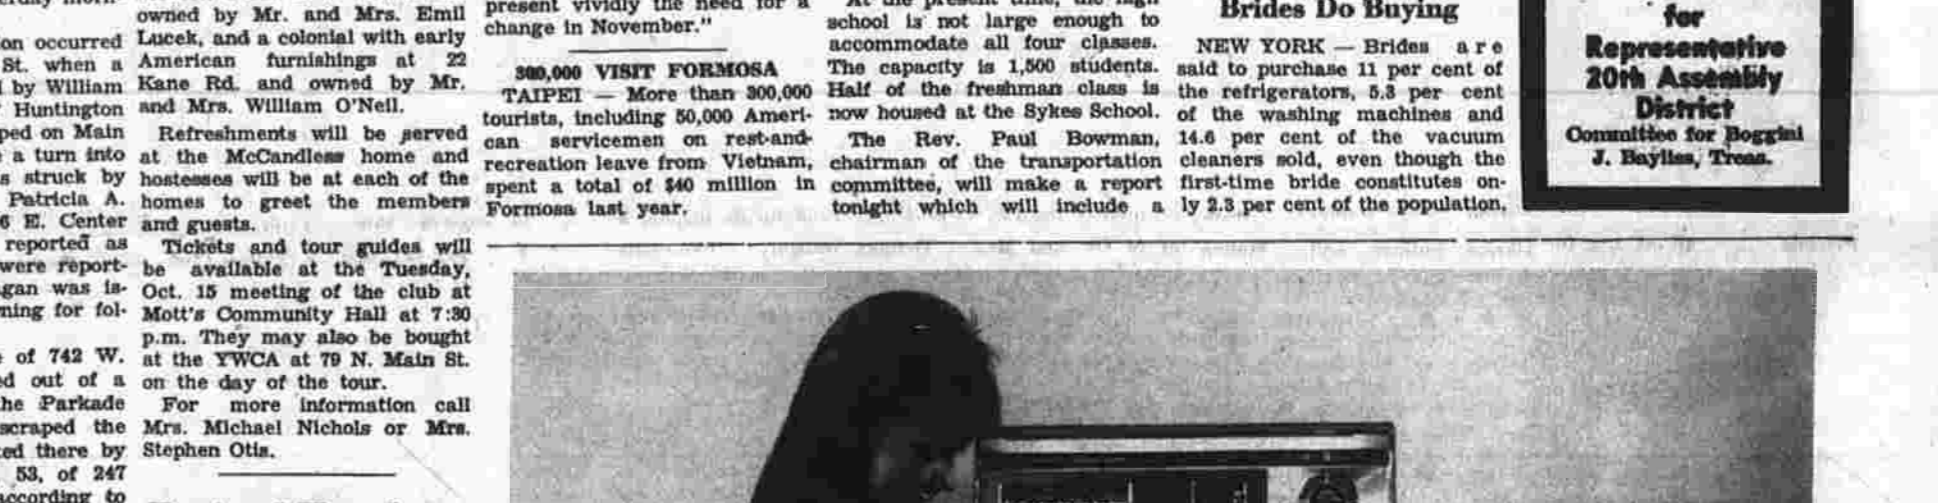 on occurred
St. when a
by William
Huntington
ped on Main
a turn into
s struck by
Patricia A.
6 E. Center
reported as
were report-
gan was is-
ning for fol-
of 742 W.
ed out of a
he Parkade
scraped the
ed there by
53, of 247
according to
owned by Mr. and Mrs. Emil
Lucek, and a colonial with early
American furnishings at 22
Kane Rd. and owned by Mr.
and Mrs. William O'Neil.
Refreshments will be served
at the McCandless home and
hostesses will be at each of the
homes to greet the members
and guests.
Tickets and tour guides will
be available at the Tuesday,
Oct. 15 meeting of the club at
Mott's Community Hall at 7:30
p.m. They may also be bought
at the YWCA at 79 N. Main St.
on the day of the tour.
For more information call
Mrs. Michael Nichols or Mrs.
Stephen Otis.
present vividly the need for a
change in November."
300,000 VISIT FORMOSA
TAIPEI — More than 300,000
tourists, including 50,000 Ameri-
can servicemen on rest-and-
recreation leave from Vietnam,
spent a total of $40 million in
Formosa last year.
At the present time, the high
school is not large enough to
accommodate all four classes.
The capacity is 1,500 students.
Half of the freshman class is
now housed at the Sykes School.
The Rev. Paul Bowman,
chairman of the transportation
committee, will make a report
tonight which will include a
Brides Do Buying
NEW YORK — Brides are
said to purchase 11 per cent of
the refrigerators, 5.3 per cent
of the washing machines and
14.6 per cent of the vacuum
cleaners sold, even though the
first-time bride constitutes on-
ly 2.3 per cent of the population.
for
Representative
20th Assembly
District
Committee for Boggini
J. Baylies, Treas.